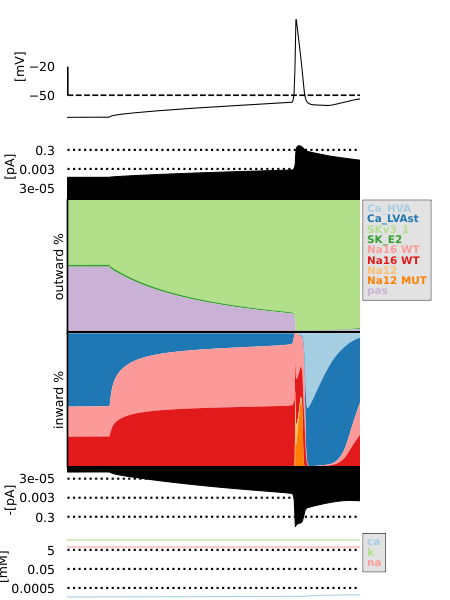 [mV]
−20
−50
[pA]
0.3
0.003
3e-05
outward %
Ca_HVA
Ca_LVAst
SKv3_1
SK_E2
Na16 WT
Na16 WT
Na12
Na12 MUT
pas
inward %
-[pA]
3e-05
0.003
0.3
[mM]
5
0.05
0.0005
ca
k
na